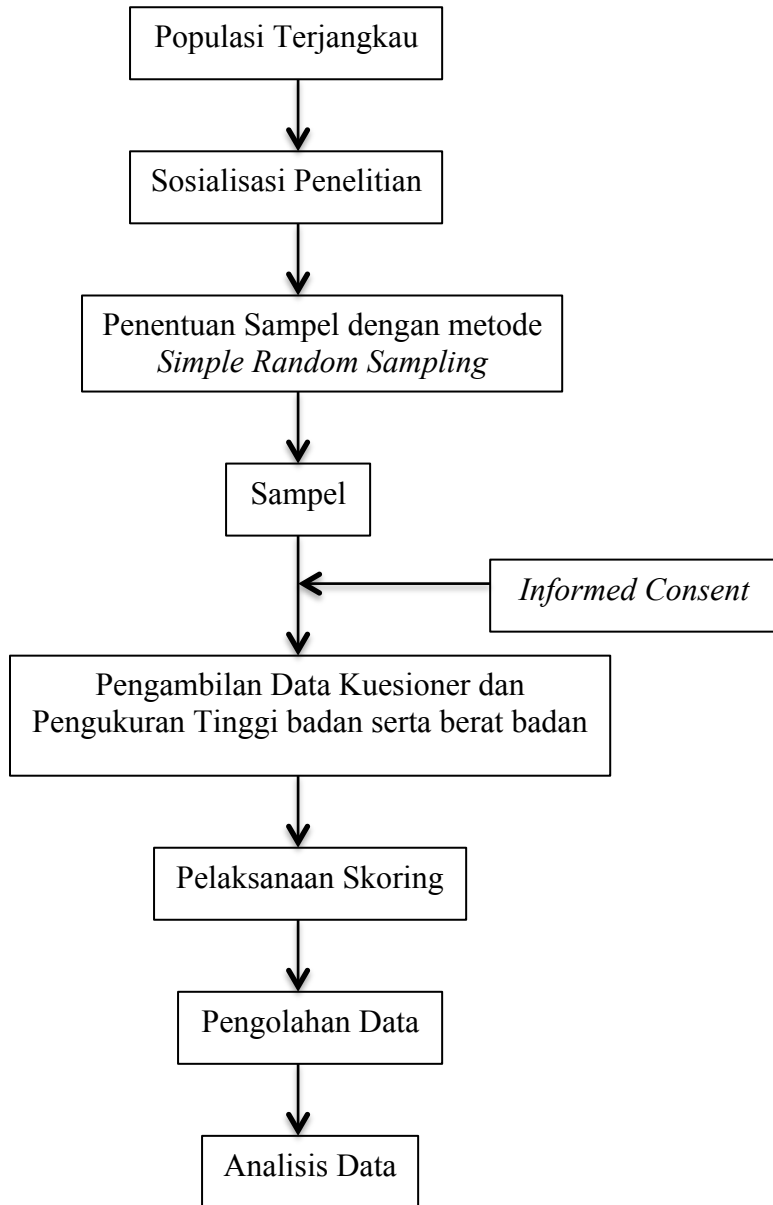 Populasi Terjangkau
Sosialisasi Penelitian
Penentuan Sampel dengan metode
Simple Random Sampling
Sampel
Informed Consent
Pengambilan Data Kuesioner dan
Pengukuran Tinggi badan serta berat badan
Pelaksanaan Skoring
Pengolahan Data
Analisis Data